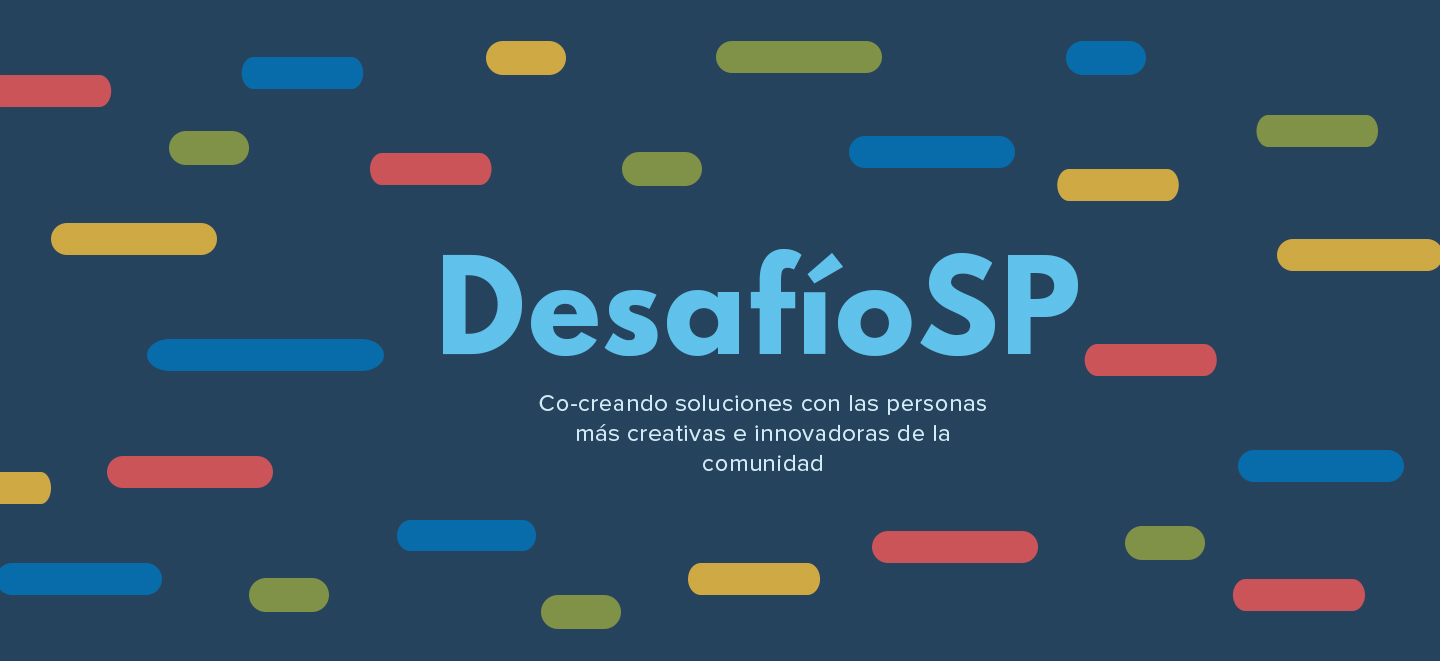 DesafíoSP
Co-creando soluciones con las personas
más creativas e innovadoras de la
comunidad